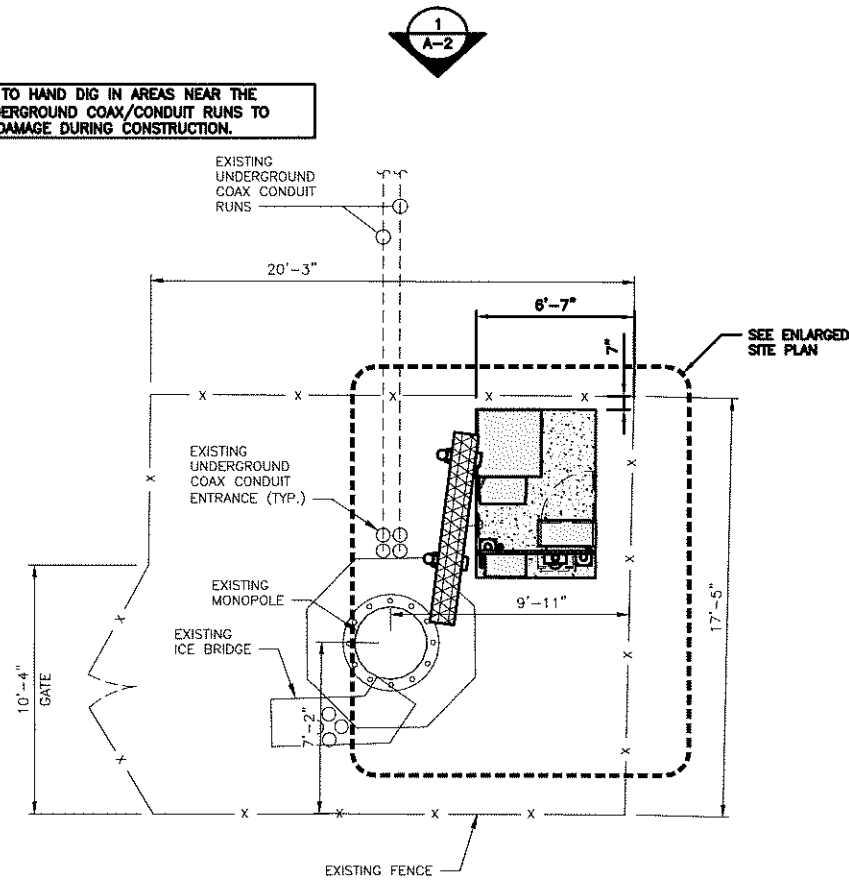 1
A-2
TO HAND DIG IN AREAS NEAR THE
DERGROUND COAX/CONDUIT RUNS TO
DAMAGE DURING CONSTRUCTION.
EXISTING
UNDERGROUND
COAX CONDUIT
RUNS
20'-3"
6'-7"
7"
SEE ENLARGED
SITE PLAN
X X X X X
EXISTING
UNDERGROUND
COAX CONDUIT
ENTRANCE (TYP.)
X
X
X
EXISTING
MONOPOLE
9'-11"
17'-5"
EXISTING
ICE BRIDGE
10'-4"
GATE
7'-2"
X
X
X
X
X X X X
EXISTING FENCE